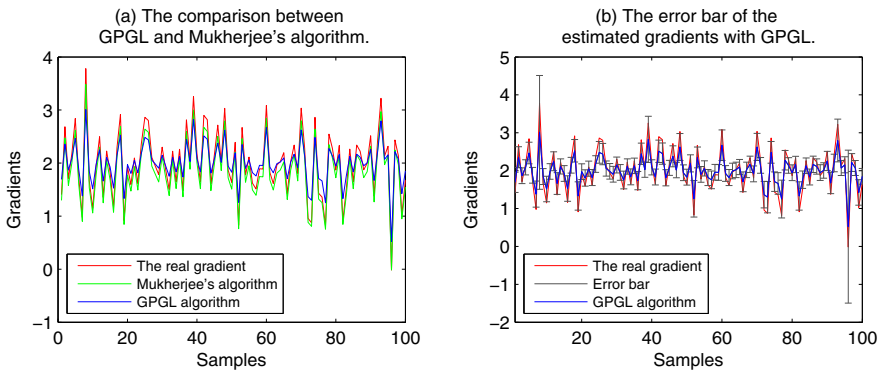 (a) The comparison between
GPGL and Mukherjee's algorithm.
4
3
2
1
0
−1
Gradients
The real gradient
Mukherjee's algorithm
GPGL algorithm
0
20
40
60
80
100
Samples
(b) The error bar of the
estimated gradients with GPGL.
5
4
3
2
1
0
−1
−2
Gradients
The real gradient
Error bar
GPGL algorithm
20
40
60
80
100
Samples